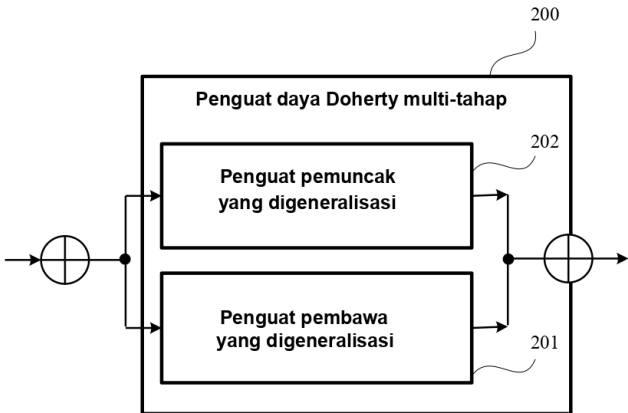 200
Penguat daya Doherty multi-tahap
202
Penguat pemuncak
yang digeneralisasi
Penguat pembawa
yang digeneralisasi
201